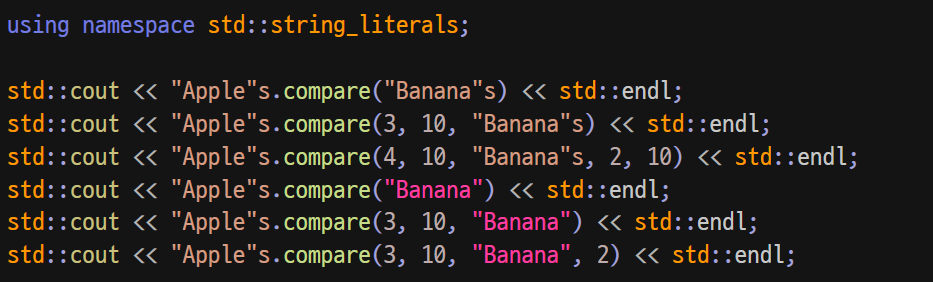 using namespace std::string_literals;
std::cout << "Apple"s.compare("Banana"s) << std::endl;
std::cout << "Apple"s.compare(3, 10, "Banana"s) << std::endl;
std::cout << "Apple"s.compare(4, 10, "Banana"s, 2, 10) << std::endl;
std::cout << "Apple"s.compare("Banana") << std::endl;
std::cout << "Apple"s.compare(3, 10, "Banana") << std::endl;
std::cout << "Apple"s.compare(3, 10, "Banana", 2) << std::endl;